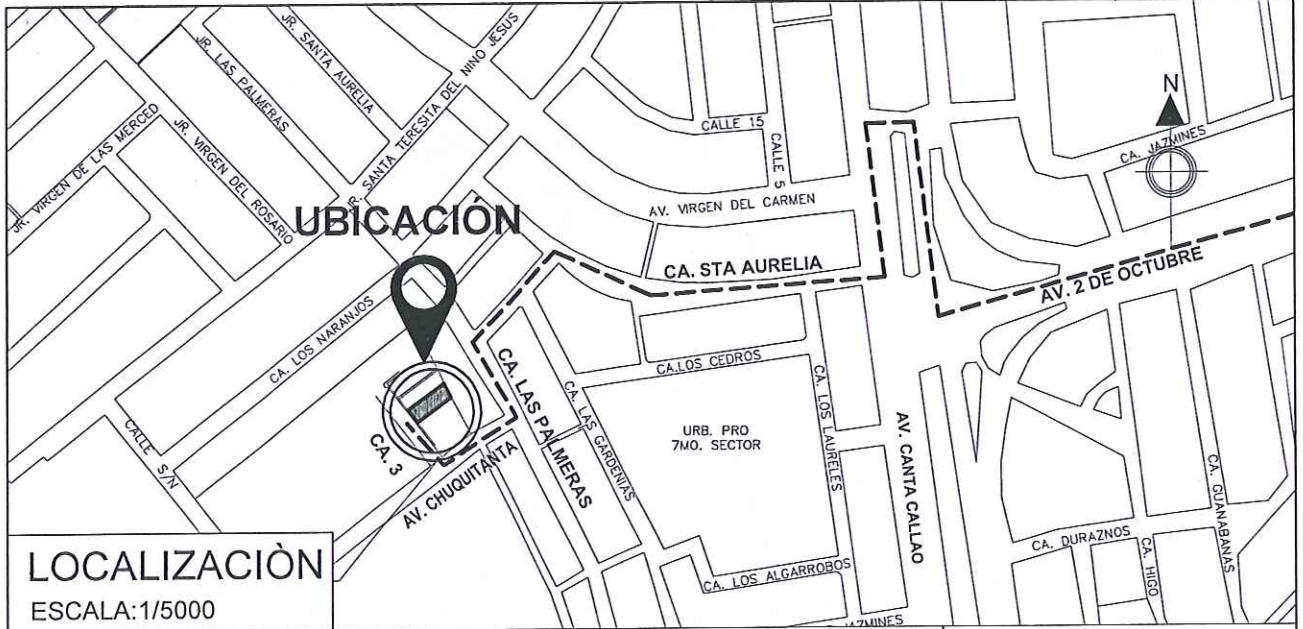 JR. SANTA AURELIA
JR. LAS PALMERAS
JR. SANTA TERESITA DEL NINO JESUS
JR. VIRGEN DE LAS MERCED
JR. VIRGEN DEL ROSARIO
CALLE 15
CALLE 5
N
CA. JAZMINES
AV. VIRGEN DEL CARMEN
UBICACIÓN
CA. STA AURELIA
AV. 2 DE OCTUBRE
CA. LOS NARANJOS
CA. LAS PALMERAS
CA.LOS CEDROS
CA. LAS GARDENIAS
CA. LOS LAURELES
URB. PRO
7MO. SECTOR
CA. 3
CALLE S/N
AV. CHUQUITANTA
AV. CANTA CALLAO
CA. GUANABANAS
CA. DURAZNOS
CA. HIGO
CA. LOS ALGARROBOS
JAZMINES
LOCALIZACIÒN
ESCALA:1/5000